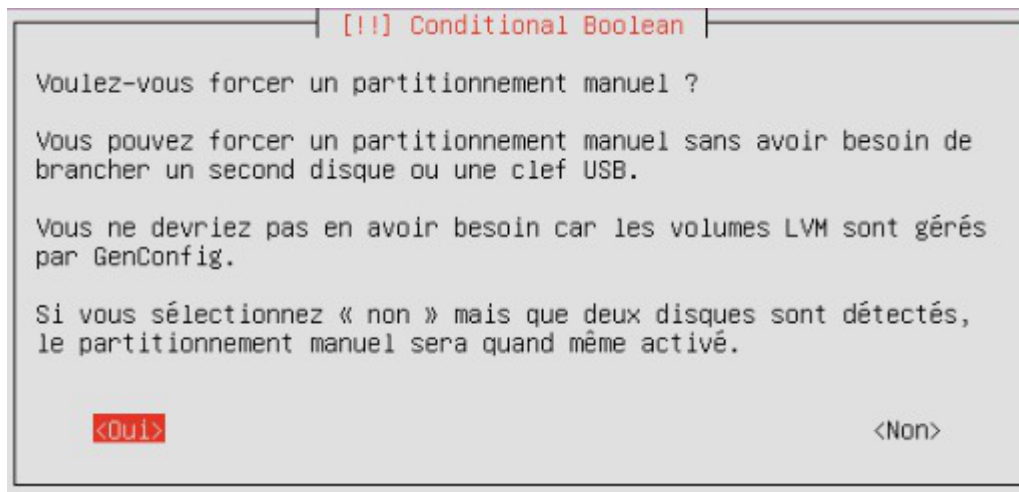 [!!] Conditional Boolean
Voulez-vous forcer un partitionnement manuel ?
Vous pouvez forcer un partitionnement manuel sans avoir besoin de
brancher un second disque ou une clef USB.
Vous ne devriez pas en avoir besoin car les volumes LVM sont gérés
par GenConfig.
Si vous sélectionnez « non » mais que deux disques sont détectés,
le partitionnement manuel sera quand même activé.
<Oui> <Non>